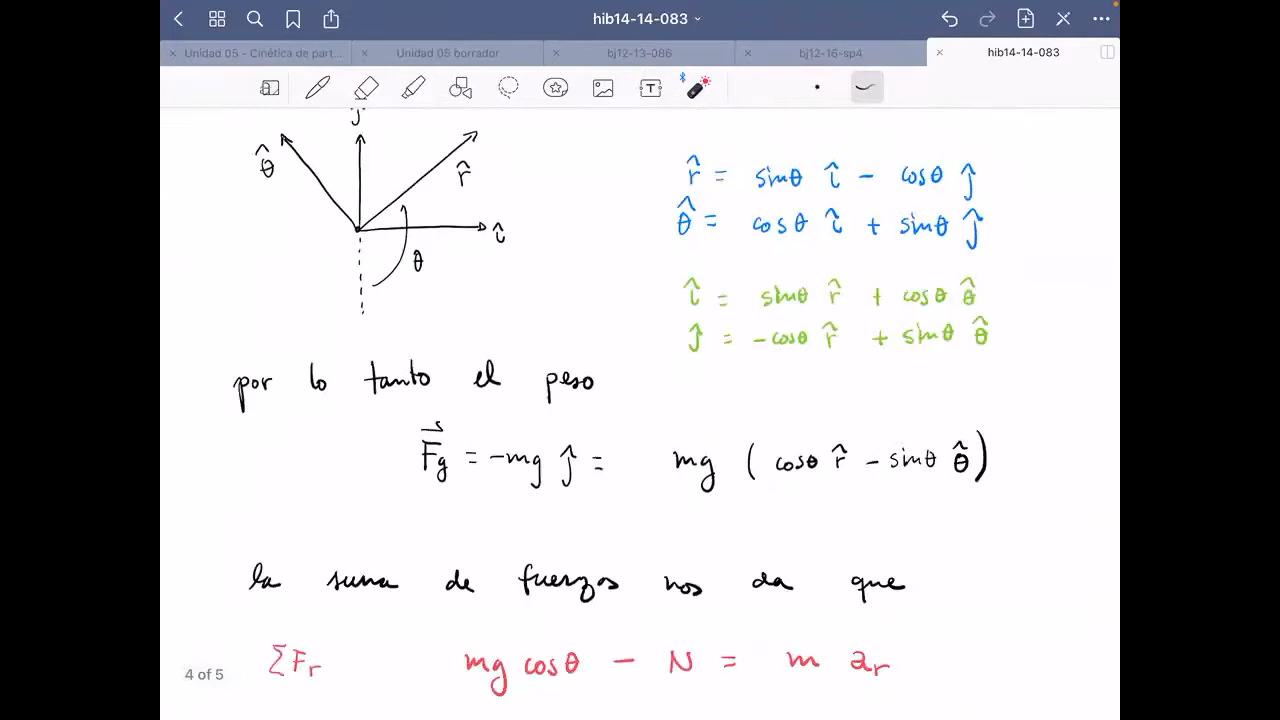 hib14-14-083
Unidad 05 - Cinética de part...
Unidad 05 borrador
bj12-13-086
bj12-16-sp4
hib14-14-083
ĵ
θ̂
r̂
î
θ
r̂ = sinθ î - cosθ ĵ
θ̂ = cosθ î + sinθ ĵ
î = sinθ r̂ + cosθ θ̂
ĵ = -cosθ r̂ + sinθ θ̂
por lo tanto el peso
F⃗g = -mg ĵ = mg (cosθ r̂ - sinθ θ̂)
la suma de fuerzas nos da que
4 of 5
ΣFr mg cosθ - N = m ar